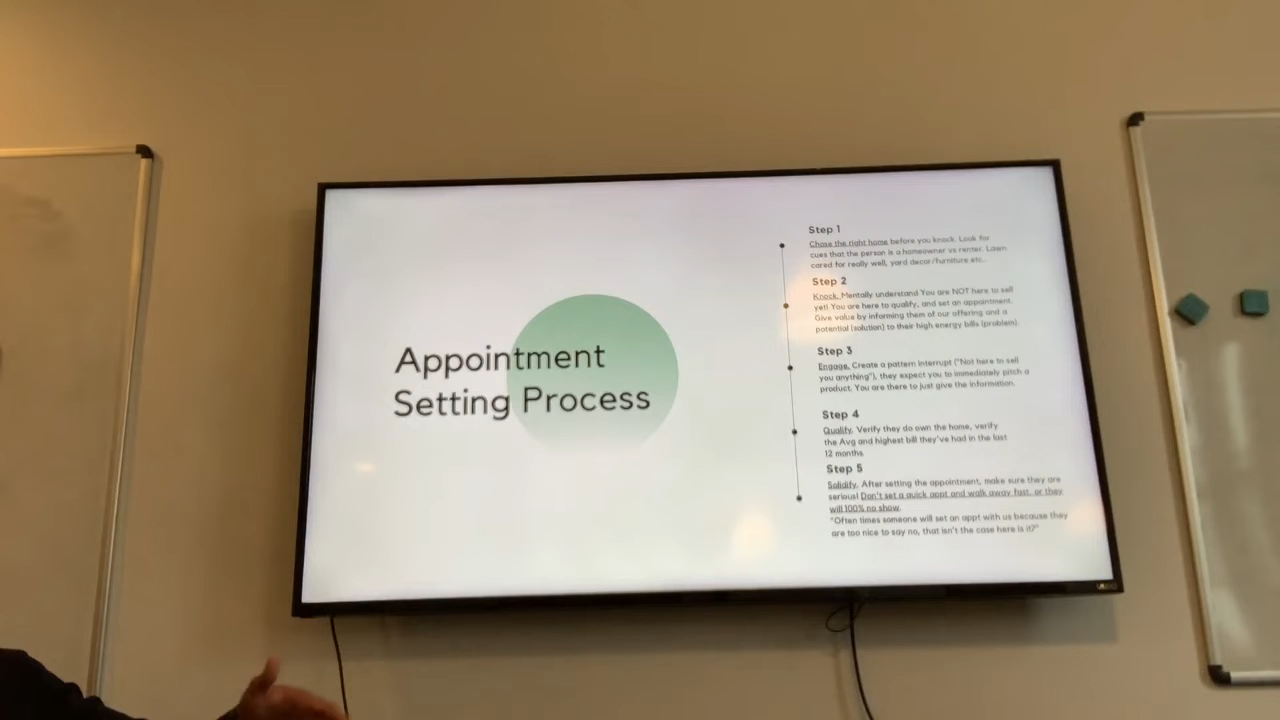 Appointment
Setting Process
Step 1
Chose the right home before you knock. Look for
cues that the person is a homeowner vs renter. Lawn
cared for really well, yard decor/furniture etc..
Step 2
Knock. Mentally understand You are NOT here to sell
yet! You are here to qualify, and set an appointment.
Give value by informing them of our offering and a
potential (solution) to their high energy bills (problem).
Step 3
Engage. Create a pattern interrupt ("Not here to sell
you anything"), they expect you to immediately pitch a
product. You are there to just give the information.
Step 4
Qualify. Verify they do own the home, verify
the Avg and highest bill they've had in the last
12 months
Step 5
Solidify. After setting the appointment, make sure they are
serious! Don't set a quick appt and walk away fast, or they
will 100% no show.
"Often times someone will set an appt with us because they
are too nice to say no, that isn't the case here is it?"